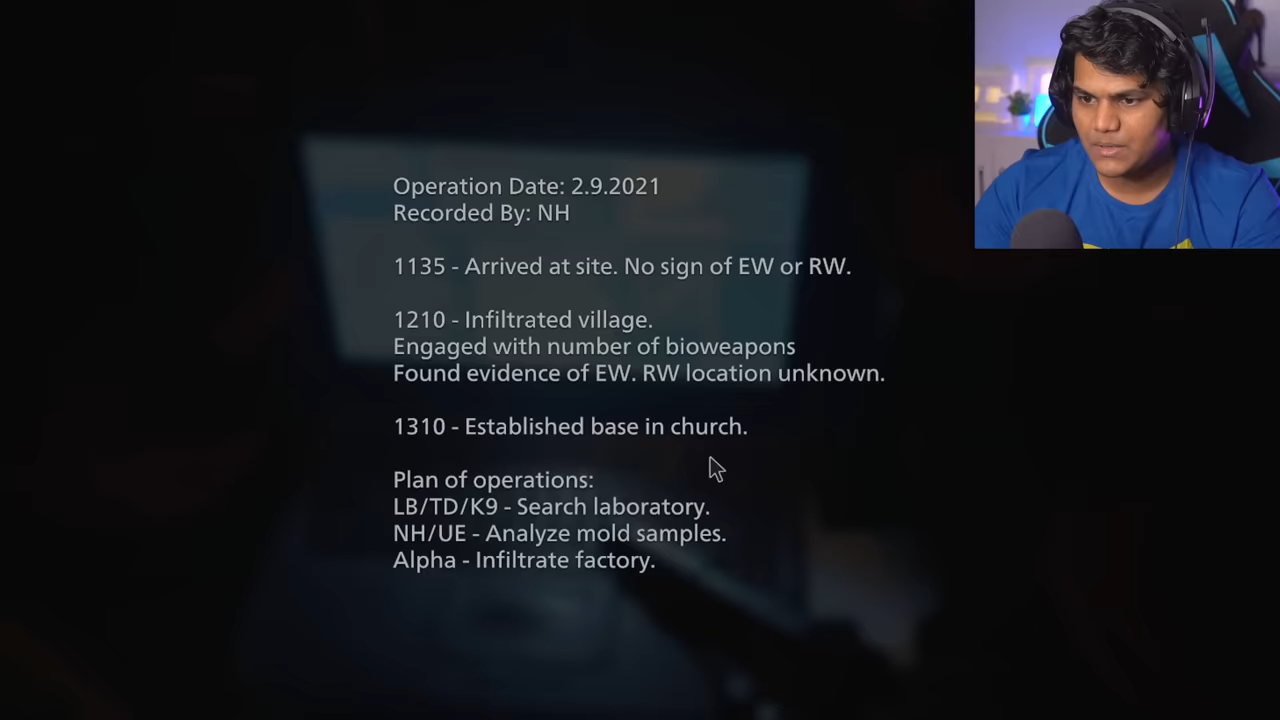 Operation Date: 2.9.2021
Recorded By: NH
1135 - Arrived at site. No sign of EW or RW.
1210 - Infiltrated village.
Engaged with number of bioweapons
Found evidence of EW. RW location unknown.
1310 - Established base in church.
Plan of operations:
LB/TD/K9 - Search laboratory.
NH/UE - Analyze mold samples.
Alpha - Infiltrate factory.